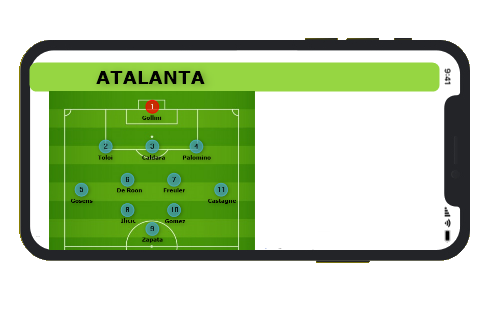 ATALANTA
9:41
1
Gollini
2 3 4
Toloi Caldara Palomino
6 7
De Roon Freuler
5 11
Gosens Castagne
8 10
Ilicic Gomez
9
Zapata